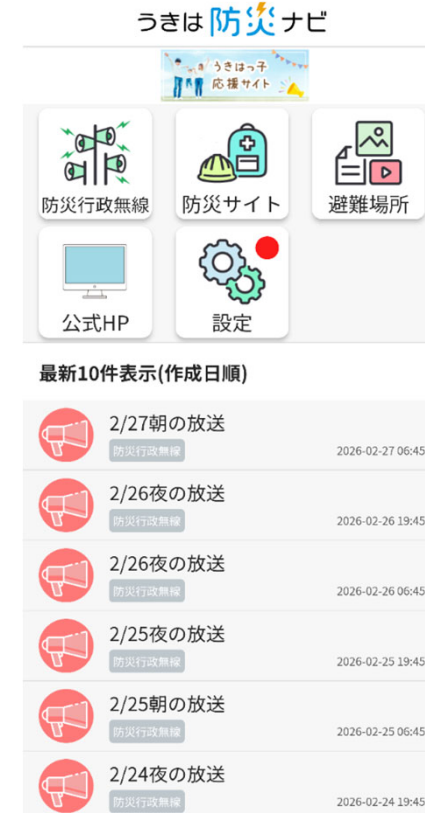 うきは防災ナビ
うきはっ子
応援サイト
防災行政無線
防災サイト
避難場所
公式HP
設定
最新10件表示(作成日順)
2/27朝の放送
防災行政無線
2026-02-27 06:45
2/26夜の放送
防災行政無線
2026-02-26 19:45
2/26夜の放送
防災行政無線
2026-02-26 06:45
2/25夜の放送
防災行政無線
2026-02-25 19:45
2/25朝の放送
防災行政無線
2026-02-25 06:45
2/24夜の放送
防災行政無線
2026-02-24 19:45